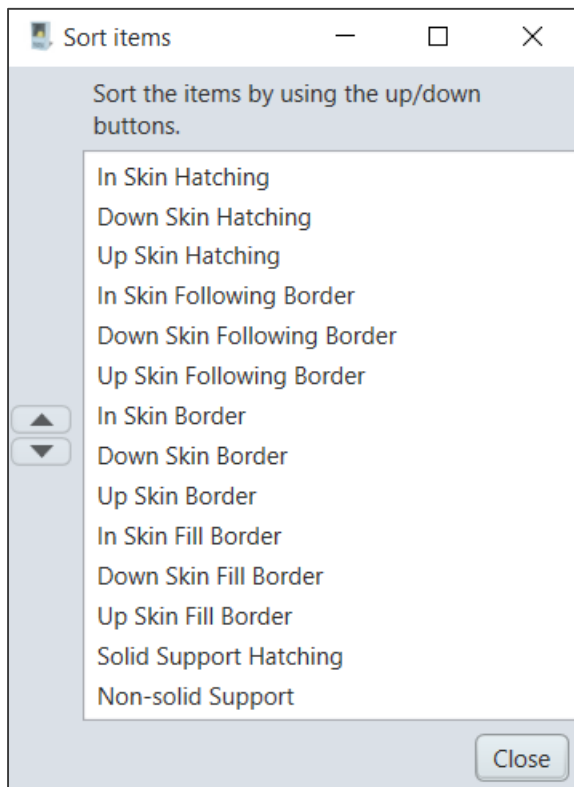 Sort items
Sort the items by using the up/down
buttons.
In Skin Hatching
Down Skin Hatching
Up Skin Hatching
In Skin Following Border
Down Skin Following Border
Up Skin Following Border
In Skin Border
Down Skin Border
Up Skin Border
In Skin Fill Border
Down Skin Fill Border
Up Skin Fill Border
Solid Support Hatching
Non-solid Support
Close